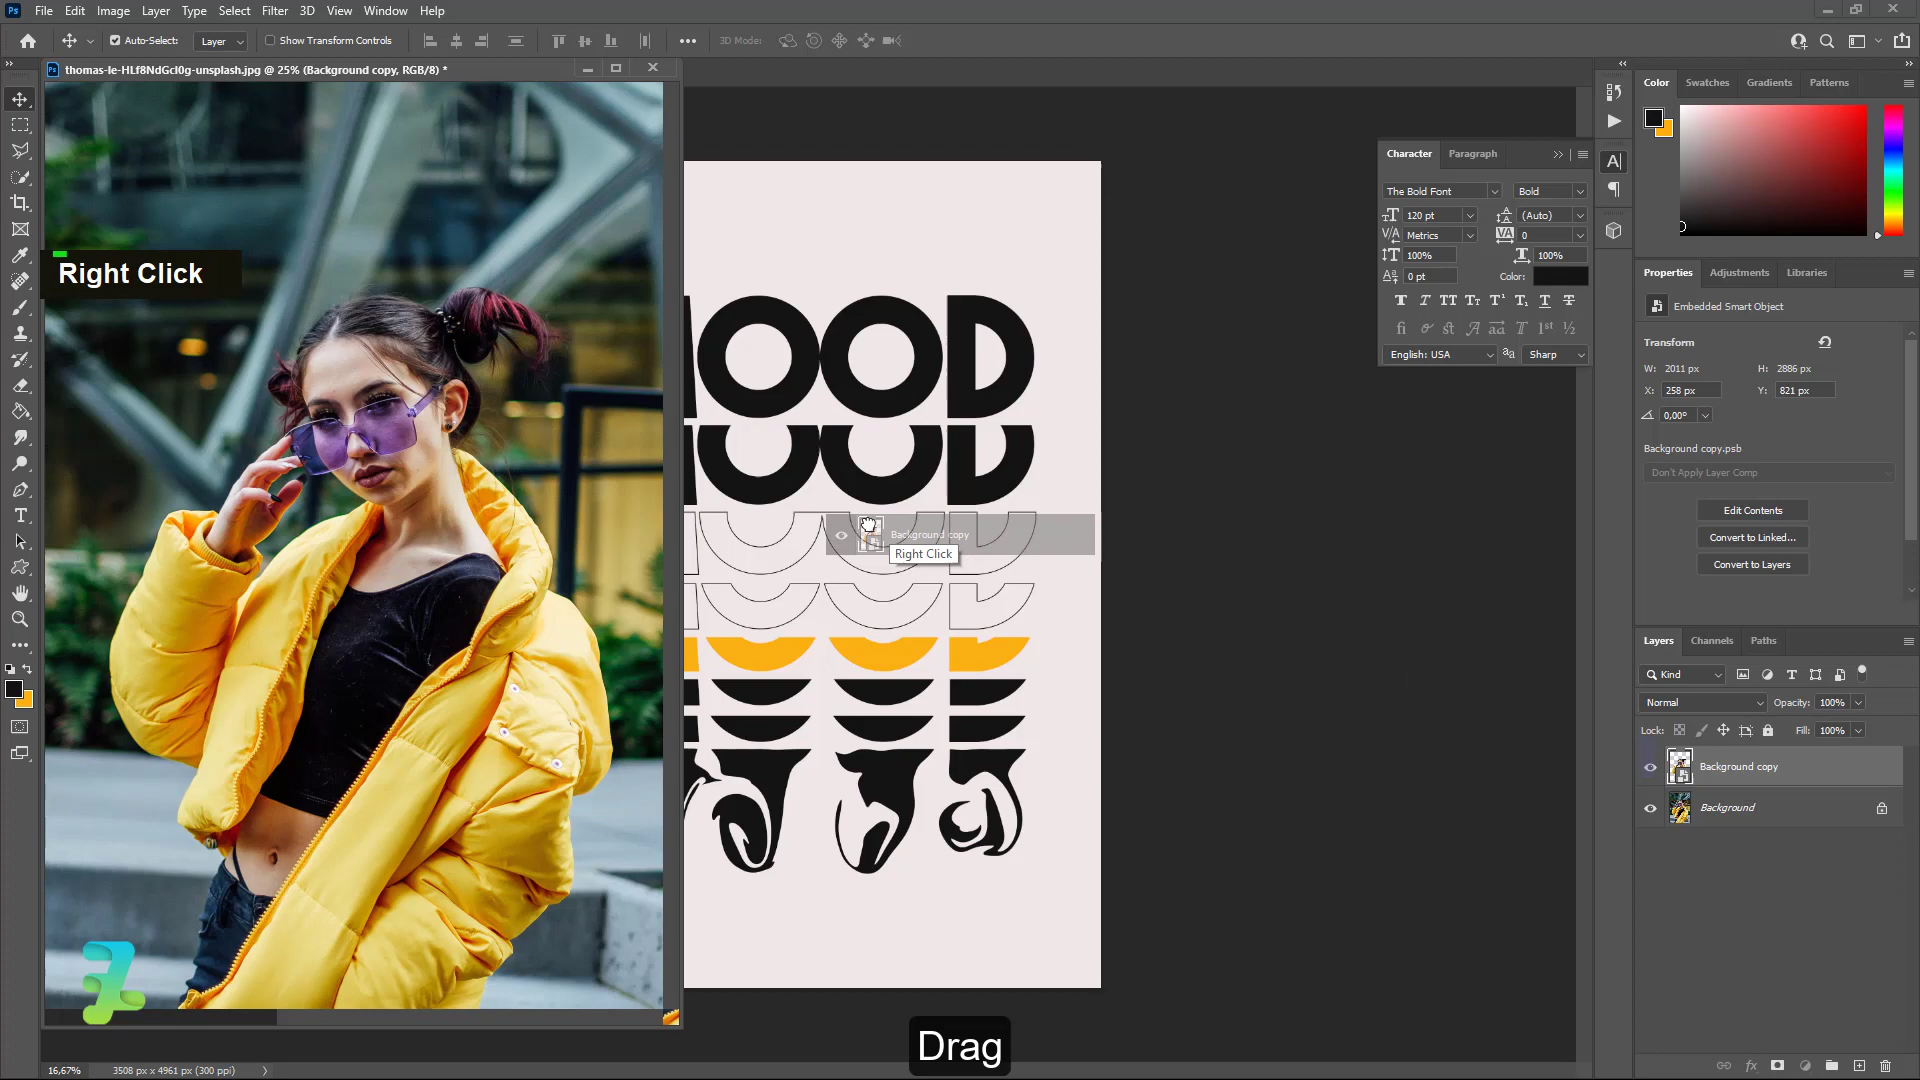 Ps File Edit Image Layer Type Select Filter 3D View Window Help
Auto-Select: Layer Show Transform Controls 3D Mode:
Ps thomas-le-HLf8NdGcI0g-unsplash.jpg @ 25% (Background copy, RGB/8) *
Right Click
OOD
Background copy
Right Click
Drag
16,67% 3508 px x 4961 px (300 ppi)
Character Paragraph
The Bold Font Bold
120 pt (Auto)
Metrics 0
100% 100%
0 pt Color:
English: USA Sharp
Color Swatches Gradients Patterns
Properties Adjustments Libraries
Embedded Smart Object
Transform
W: 2011 px H: 2886 px
X: 258 px Y: 821 px
0,00°
Background copy.psb
Don't Apply Layer Comp
Edit Contents
Convert to Linked...
Convert to Layers
Layers Channels Paths
Kind
Normal Opacity: 100%
Lock: Fill: 100%
Background copy
Background